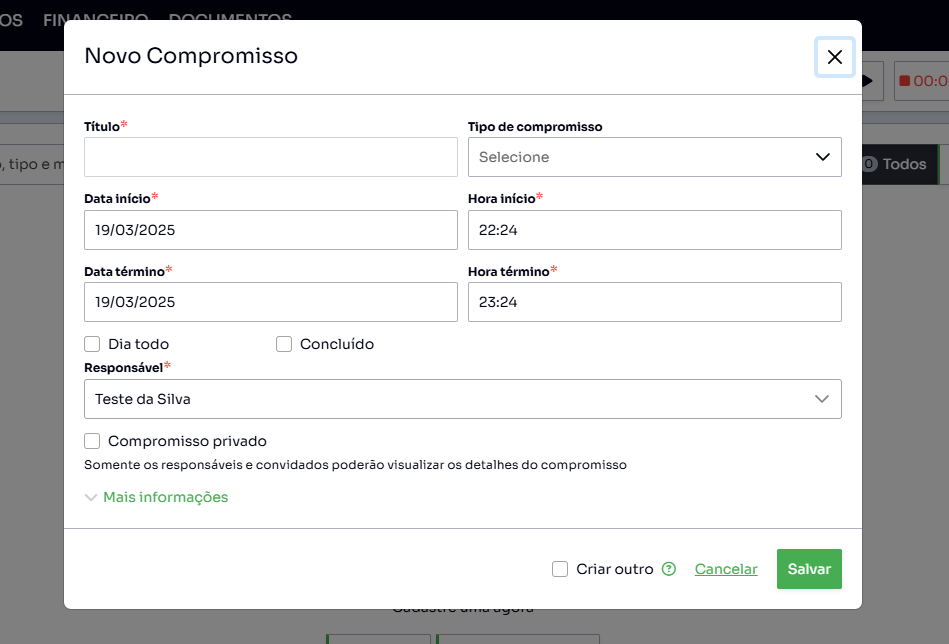 OS FINANCEIRO DOCUMENTOS
Novo Compromisso
00:0
Título*
Tipo de compromisso
Selecione
, tipo e m
0 Todos
Data início*
Hora início*
19/03/2025
22:24
Data término*
Hora término*
19/03/2025
23:24
Dia todo
Concluído
Responsável*
Teste da Silva
Compromisso privado
Somente os responsáveis e convidados poderão visualizar os detalhes do compromisso
Mais informações
Criar outro ?
Cancelar
Salvar
Cadastre uma agora